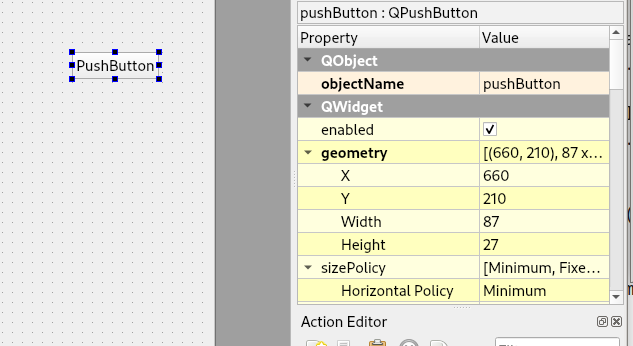 pushButton : QPushButton
Property Value
PushButton
QObject
objectName pushButton
QWidget
enabled
geometry [(660, 210), 87 x...
X 660
Y 210
Width 87
Height 27
sizePolicy [Minimum, Fixe...
Horizontal Policy Minimum
Action Editor